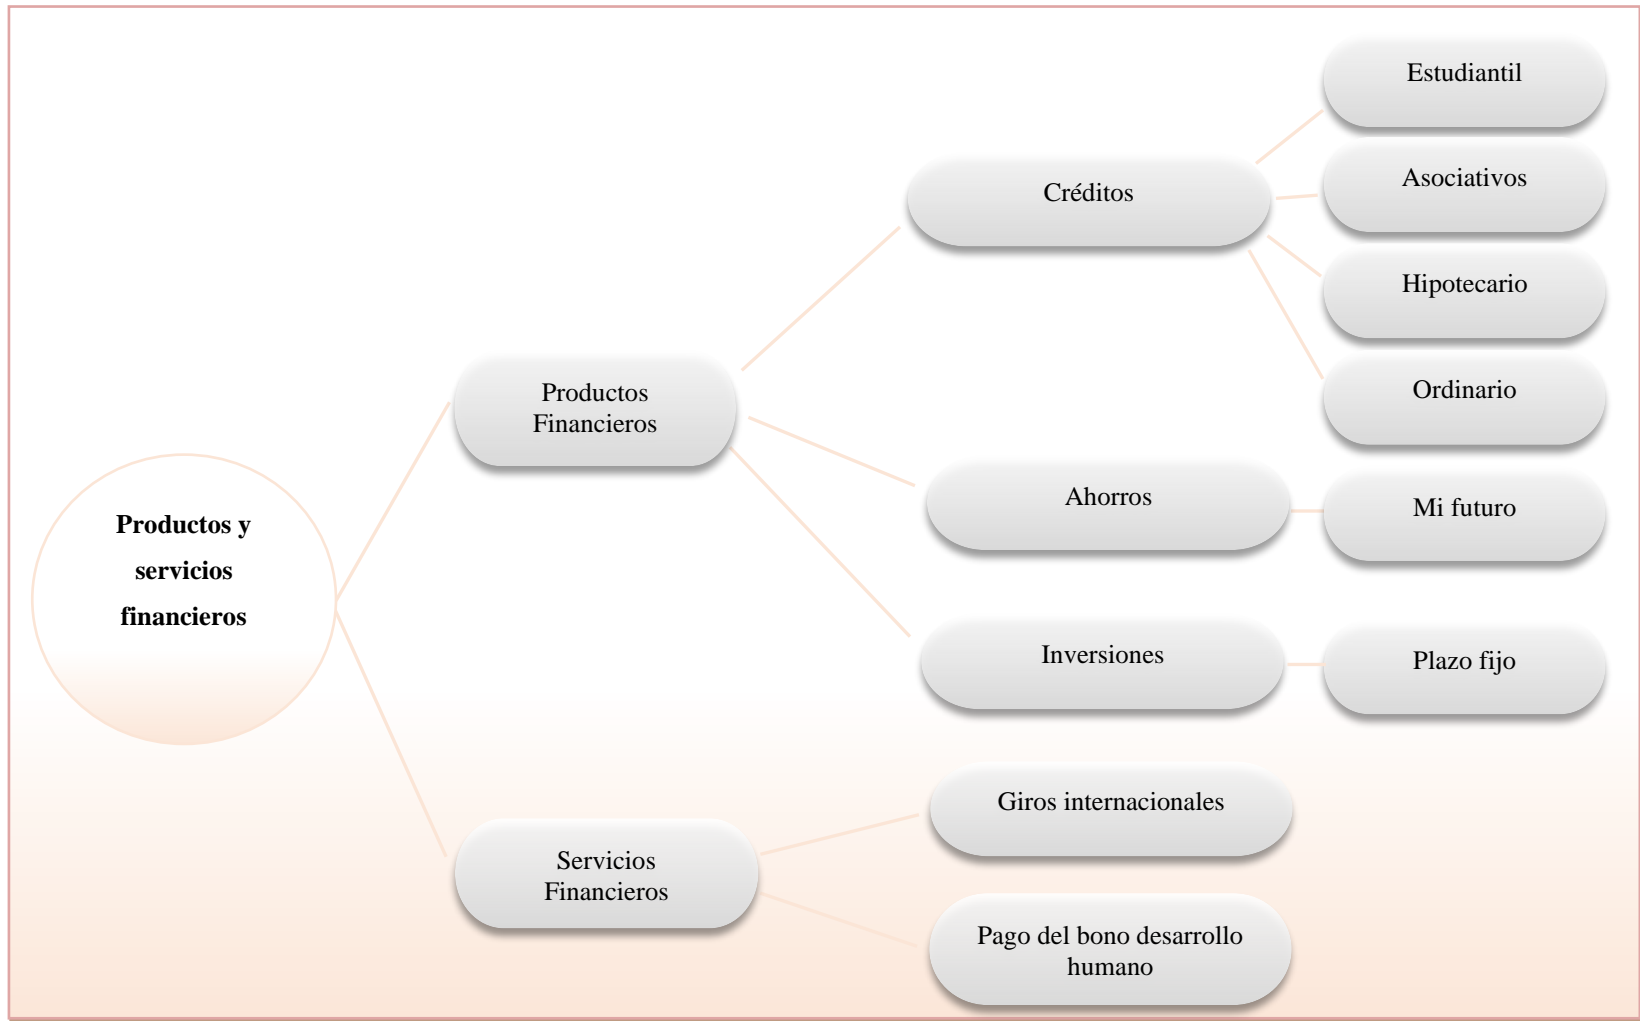 Productos y
servicios
financieros
Productos
Financieros
Créditos
Estudiantil
Asociativos
Hipotecario
Ordinario
Ahorros
Mi futuro
Inversiones
Plazo fijo
Servicios
Financieros
Giros internacionales
Pago del bono desarrollo
humano